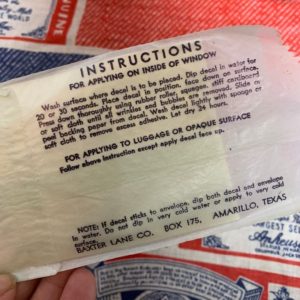 GENUINE
INSTRUCTIONS
FOR APPLYING ON INSIDE OF WINDOW
Wash surface where decal is to be placed. Dip decal in water for
20 or 30 seconds. Place decal in position, face down on surface.
Press down thoroughly using rubber roller, squeegee, stiff cardboard
or soft cloth until all wrinkles and bubbles are removed. Slide or
peel backing paper from decal. Wash decal lightly with sponge or
soft cloth to remove excess adhesive. Let dry 24 hours.
FOR APPLYING TO LUGGAGE OR OPAQUE SURFACE
Follow above instruction except apply decal face up.
NOTE: If decal sticks to envelope, dip both decal and envelope
in water. Do not dip in very cold water or apply to very cold
surface.
BAXTER LANE CO. BOX 175, AMARILLO, TEXAS